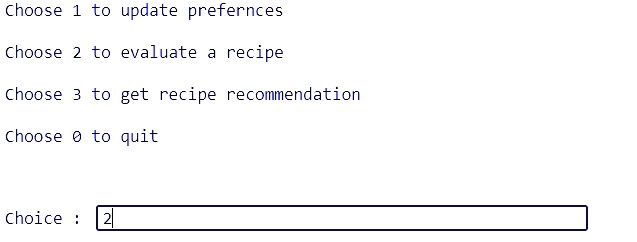 Choose 1 to update prefernces
Choose 2 to evaluate a recipe
Choose 3 to get recipe recommendation
Choose 0 to quit
Choice : 2